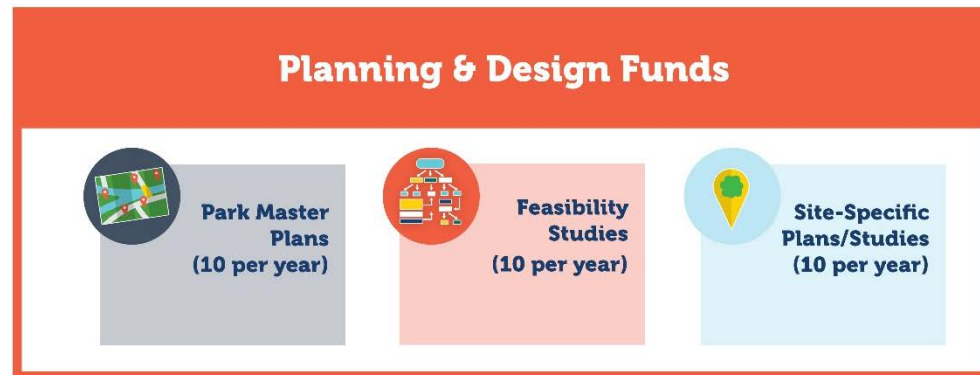 Planning & Design Funds
Park Master
Plans
(10 per year)
Feasibility
Studies
(10 per year)
Site-Specific
Plans/Studies
(10 per year)